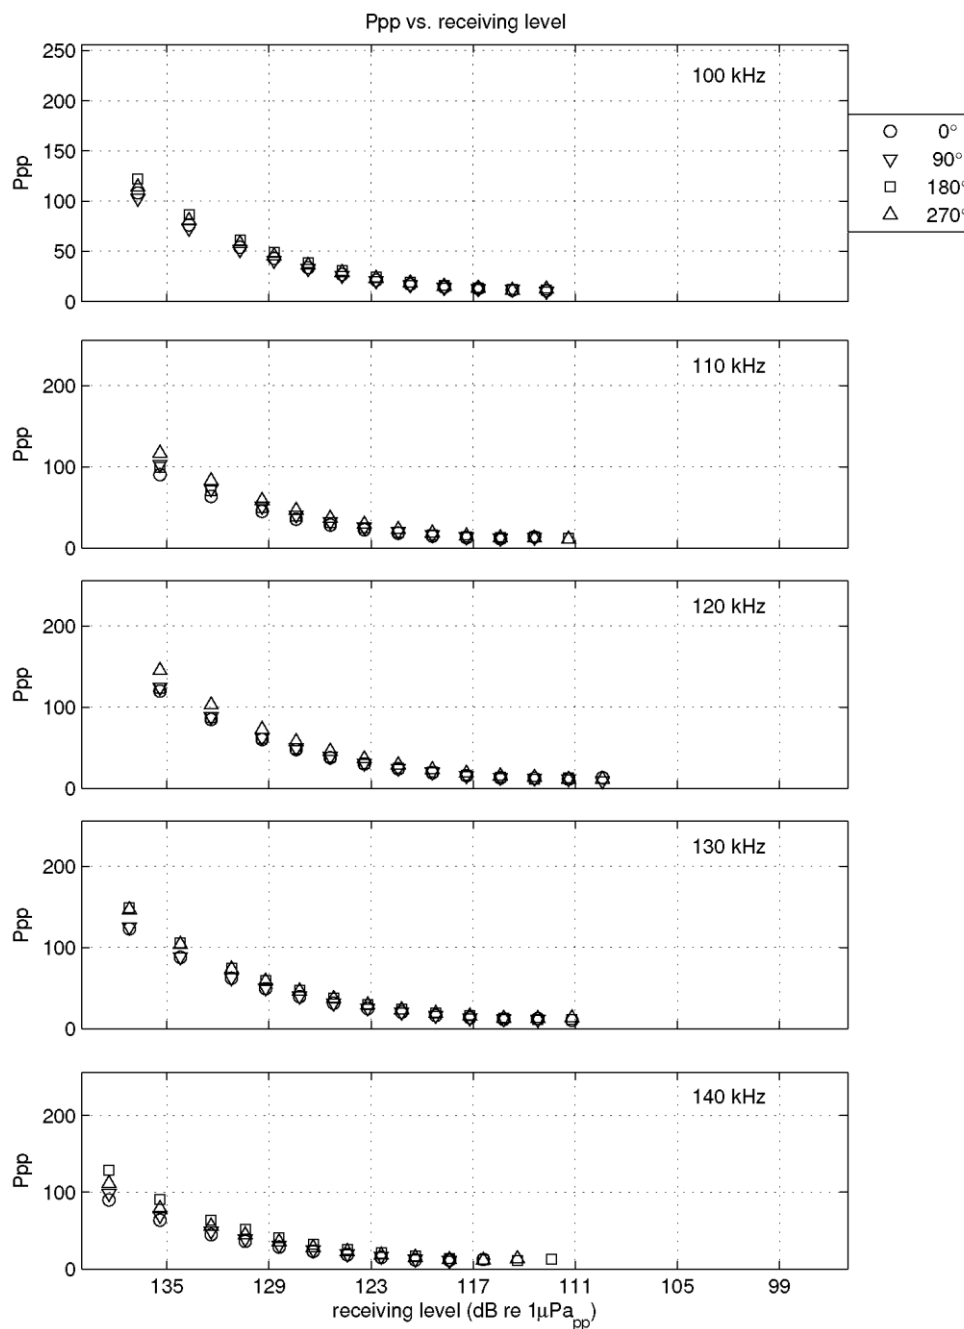 Ppp vs. receiving level
250
200
150
100
50
0
Ppp
100 kHz
0°
90°
180°
270°
200
100
0
Ppp
110 kHz
200
100
0
Ppp
120 kHz
200
100
0
Ppp
130 kHz
200
100
0
Ppp
140 kHz
135 129 123 117 111 105 99
receiving level (dB re 1μPapp)